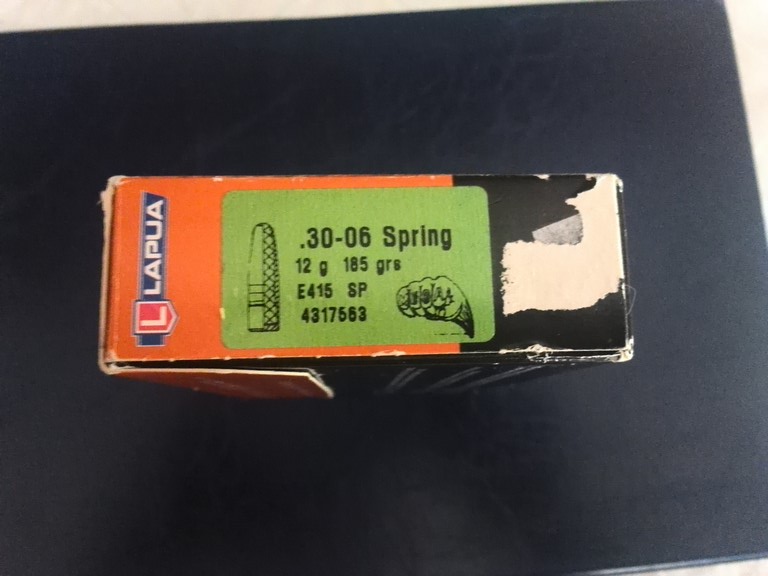 LAPUA
L
.30-06 Spring
12 g 185 grs
E415 SP
4317563